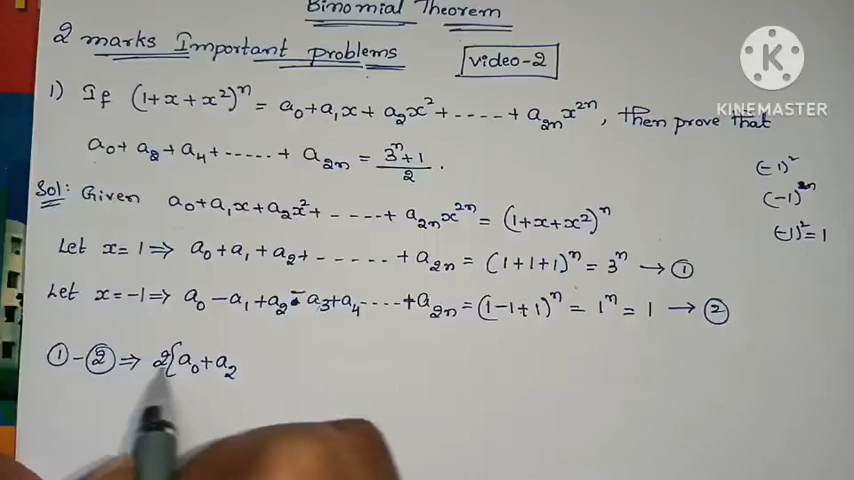 Binomial Theorem
2 marks Important problems
video-2
K
KINEMASTER
1) If (1+x+x²)ⁿ = a₀+a₁x+a₂x²+-----+a₂ₙx²ⁿ, then prove that
a₀+a₂+a₄+-----+a₂ₙ = (3ⁿ+1)/2.
(-1)²
Sol: Given a₀+a₁x+a₂x²+-----+a₂ₙx²ⁿ = (1+x+x²)ⁿ
(-1)²ⁿ
(-1)²=1
Let x=1 ⇒ a₀+a₁+a₂+------+a₂ₙ = (1+1+1)ⁿ = 3ⁿ → ①
Let x=-1 ⇒ a₀-a₁+a₂-a₃+a₄-----+a₂ₙ = (1-1+1)ⁿ = 1ⁿ = 1 → ②
①-② ⇒ 2{a₀+a₂